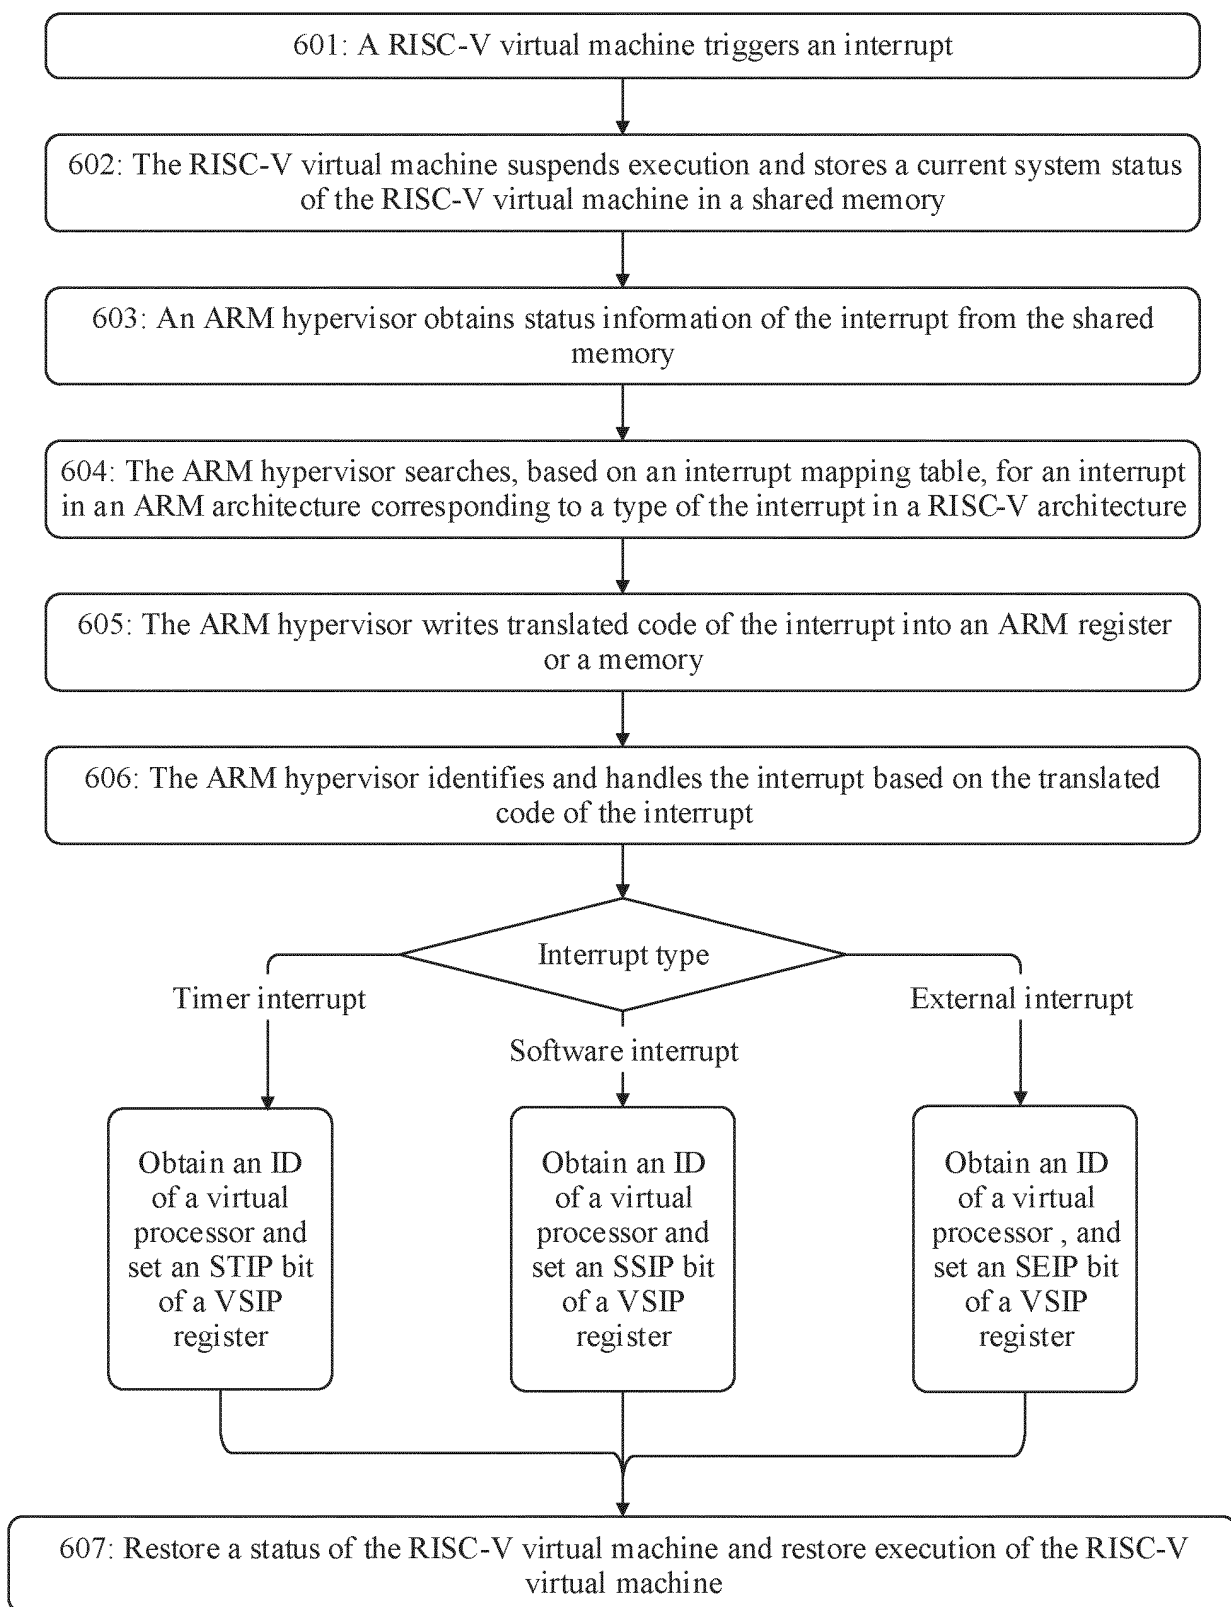 601: A RISC-V virtual machine triggers an interrupt
602: The RISC-V virtual machine suspends execution and stores a current system status
of the RISC-V virtual machine in a shared memory
603: An ARM hypervisor obtains status information of the interrupt from the shared
memory
604: The ARM hypervisor searches, based on an interrupt mapping table, for an interrupt
in an ARM architecture corresponding to a type of the interrupt in a RISC-V architecture
605: The ARM hypervisor writes translated code of the interrupt into an ARM register
or a memory
606: The ARM hypervisor identifies and handles the interrupt based on the translated
code of the interrupt
Interrupt type
Timer interrupt
Software interrupt
External interrupt
Obtain an ID
of a virtual
processor and
set an STIP bit
of a VSIP
register
Obtain an ID
of a virtual
processor and
set an SSIP bit
of a VSIP
register
Obtain an ID
of a virtual
processor , and
set an SEIP bit
of a VSIP
register
607: Restore a status of the RISC-V virtual machine and restore execution of the RISC-V
virtual machine